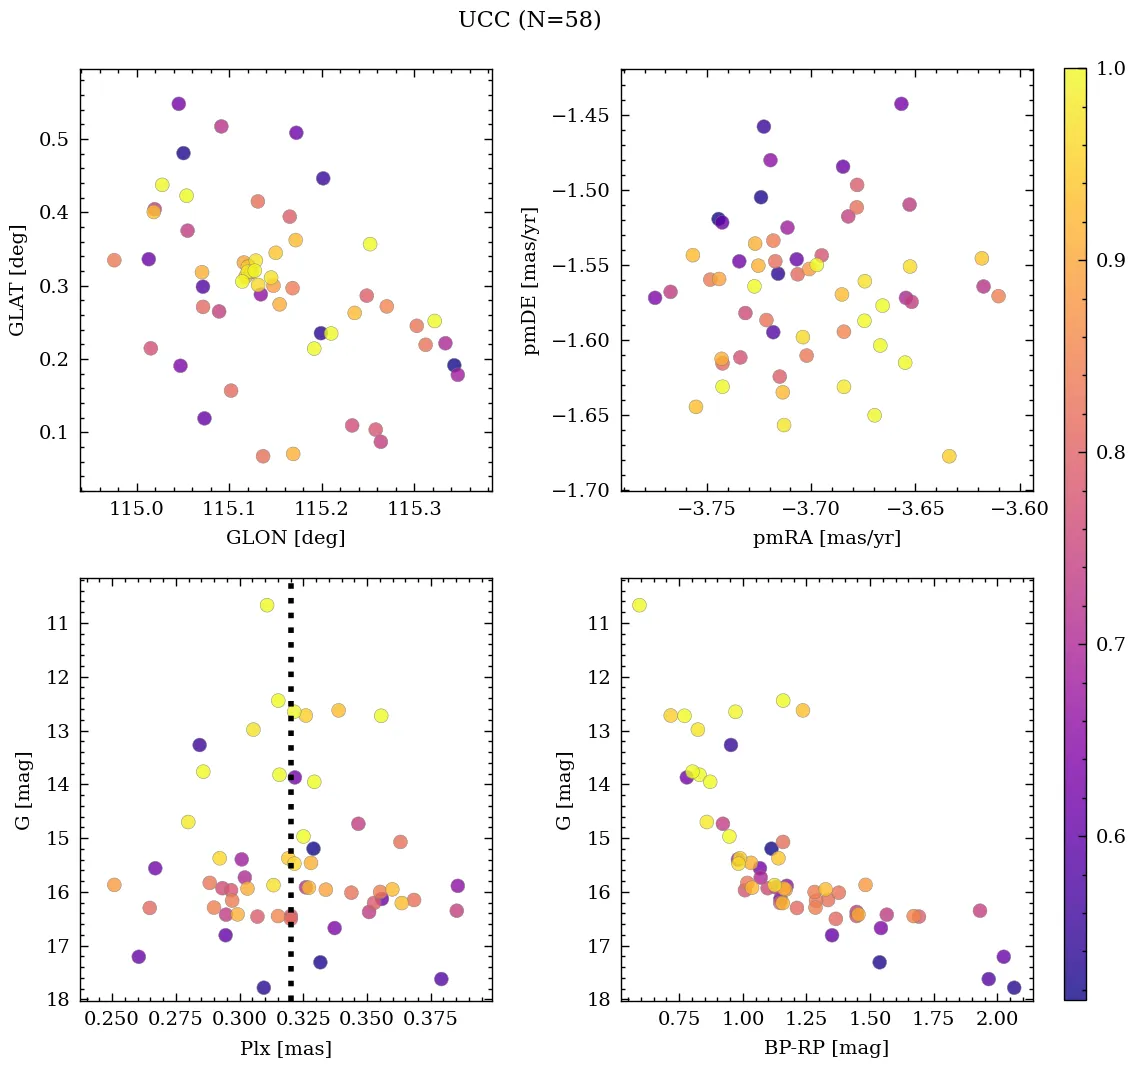 UCC (N=58)
0.5
0.4
0.3
0.2
0.1
115.0 115.1 115.2 115.3
GLON [deg]
GLAT [deg]
−1.45
−1.50
−1.55
−1.60
−1.65
−1.70
−3.75 −3.70 −3.65 −3.60
pmRA [mas/yr]
pmDE [mas/yr]
1.0
0.9
0.8
0.7
0.6
11
12
13
14
15
16
17
18
0.250 0.275 0.300 0.325 0.350 0.375
Plx [mas]
G [mag]
11
12
13
14
15
16
17
18
0.75 1.00 1.25 1.50 1.75 2.00
BP-RP [mag]
G [mag]